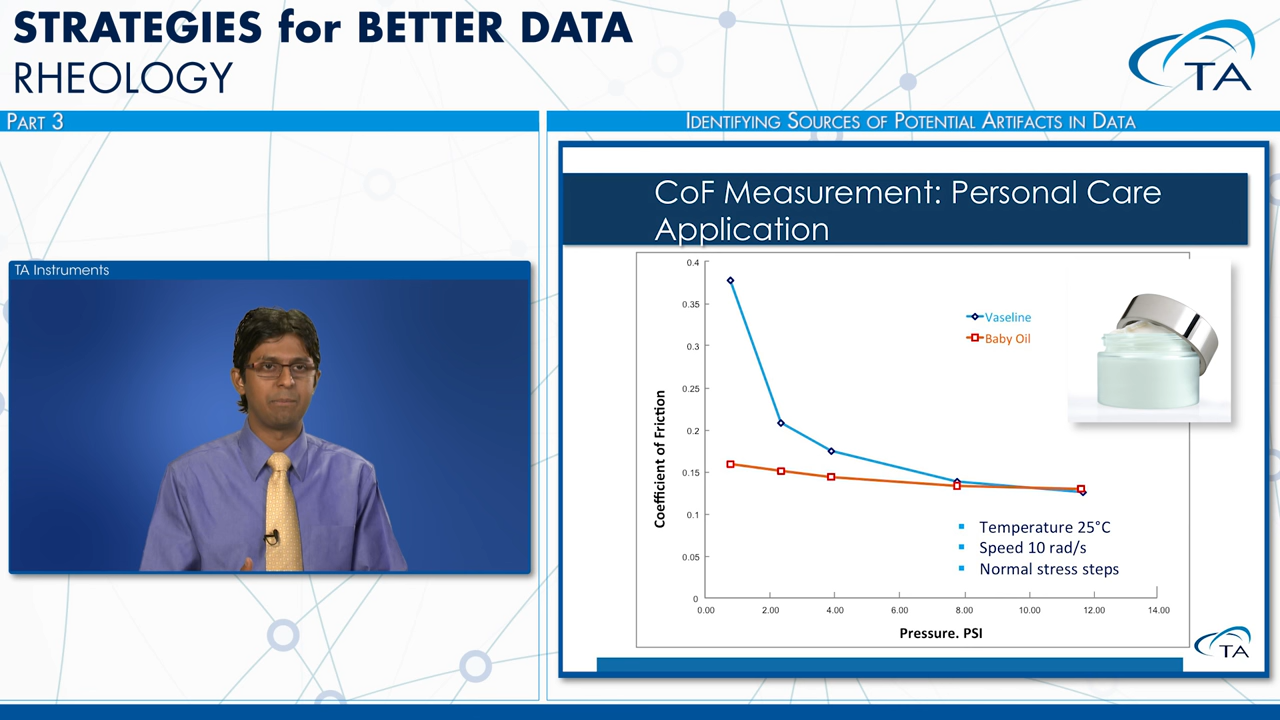 STRATEGIES for BETTER DATA
RHEOLOGY
TA
PART 3
IDENTIFYING SOURCES OF POTENTIAL ARTIFACTS IN DATA
TA Instruments
CoF Measurement: Personal Care
Application
0.4
0.35
0.3
0.25
0.2
0.15
0.1
0.05
0
Coefficient of Friction
Vaseline
Baby Oil
Temperature 25°C
Speed 10 rad/s
Normal stress steps
0.00 2.00 4.00 6.00 8.00 10.00 12.00 14.00
Pressure. PSI
TA